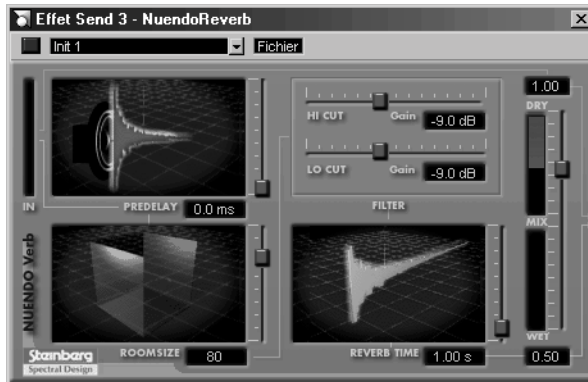 Effet Send 3 - NuendoReverb
Init 1
Fichier
1.00
HI CUT
Gain
-9.0 dB
DRY
LO CUT
Gain
-9.0 dB
IN
PREDELAY
0.0 ms
FILTER
MIX
NUENDO Verb
WET
Steinberg
Spectral Design
ROOMSIZE
80
REVERB TIME
1.00 s
0.50